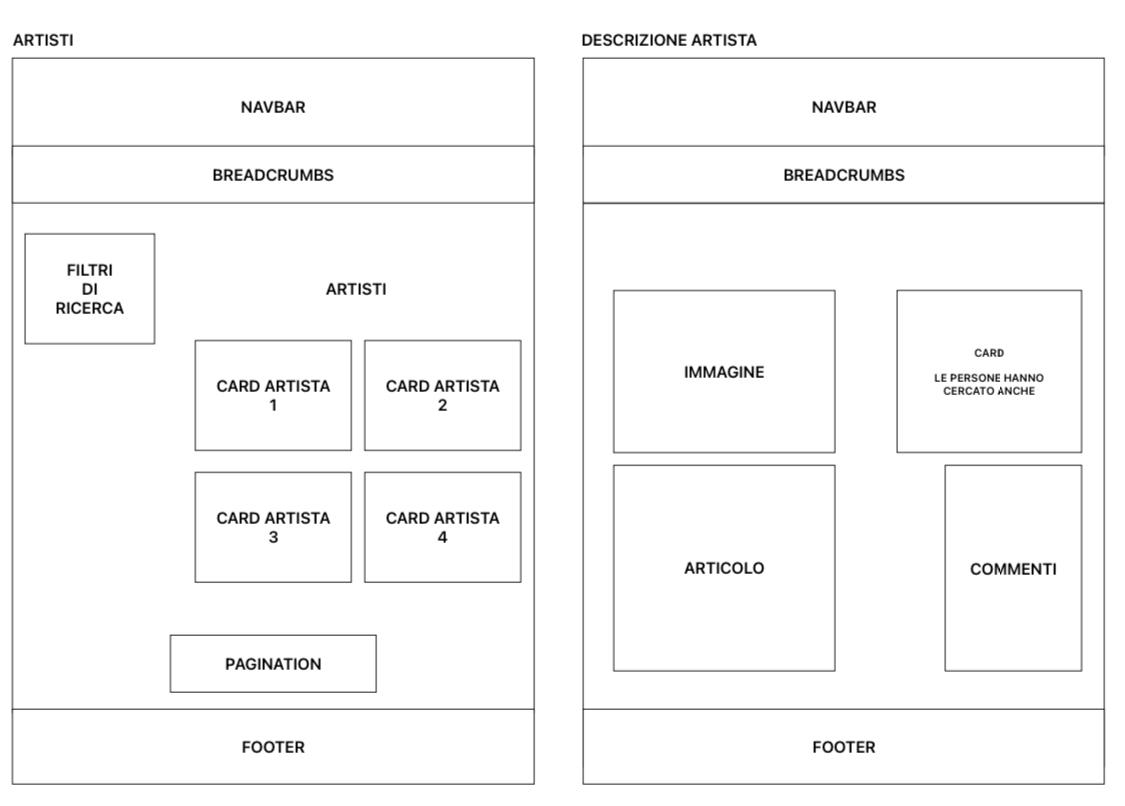 ARTISTI
NAVBAR
BREADCRUMBS
FILTRI
DI
RICERCA
ARTISTI
CARD ARTISTA
1
CARD ARTISTA
2
CARD ARTISTA
3
CARD ARTISTA
4
PAGINATION
FOOTER
DESCRIZIONE ARTISTA
NAVBAR
BREADCRUMBS
IMMAGINE
CARD
LE PERSONE HANNO
CERCATO ANCHE
ARTICOLO
COMMENTI
FOOTER